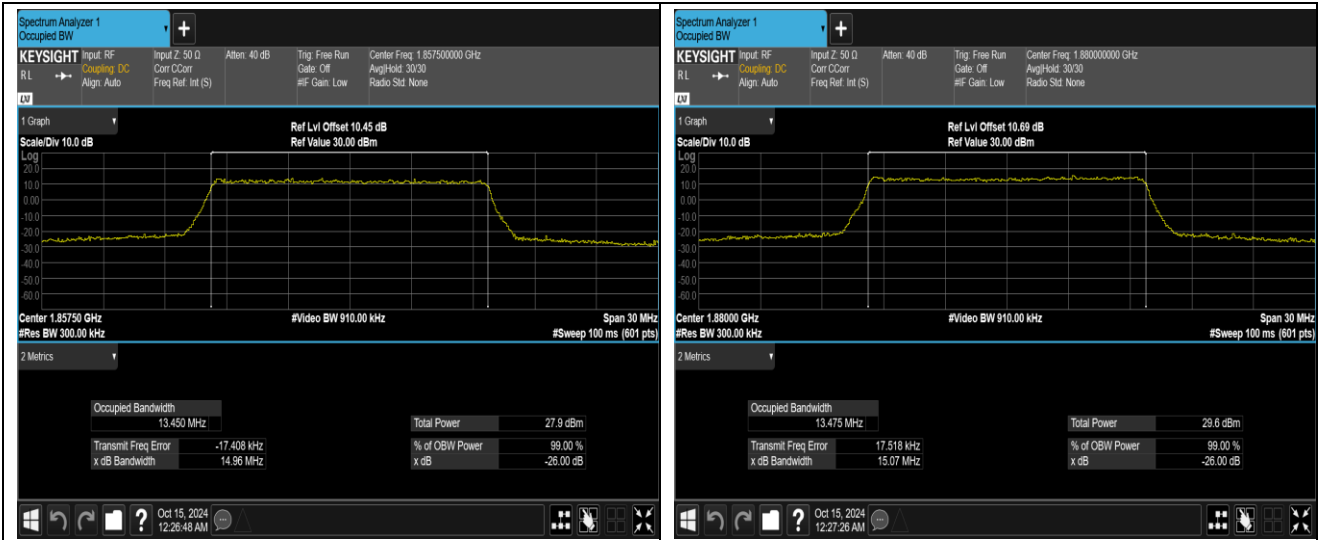 Spectrum Analyzer 1
Occupied BW
+
KEYSIGHT Input: RF Input Z: 50 Ω Atten: 40 dB Trig: Free Run Center Freq: 1.857500000 GHz
RL Coupling: DC Corr CCorr Gate: Off Avg|Hold: 30/30
Align: Auto Freq Ref: Int (S) #IF Gain: Low Radio Std: None
LXI
1 Graph
Ref Lvl Offset 10.45 dB
Scale/Div 10.0 dB Ref Value 30.00 dBm
Log
20.0
10.0
0.00
-10.0
-20.0
-30.0
-40.0
-50.0
-60.0
Center 1.85750 GHz #Video BW 910.00 kHz Span 30 MHz
#Res BW 300.00 kHz #Sweep 100 ms (601 pts)
2 Metrics
Occupied Bandwidth
13.450 MHz Total Power 27.9 dBm
Transmit Freq Error -17.408 kHz % of OBW Power 99.00 %
x dB Bandwidth 14.96 MHz x dB -26.00 dB
? Oct 15, 2024
12:26:48 AM
Spectrum Analyzer 1
Occupied BW
+
KEYSIGHT Input: RF Input Z: 50 Ω Atten: 40 dB Trig: Free Run Center Freq: 1.880000000 GHz
RL Coupling: DC Corr CCorr Gate: Off Avg|Hold: 30/30
Align: Auto Freq Ref: Int (S) #IF Gain: Low Radio Std: None
LXI
1 Graph
Ref Lvl Offset 10.69 dB
Scale/Div 10.0 dB Ref Value 30.00 dBm
Log
20.0
10.0
0.00
-10.0
-20.0
-30.0
-40.0
-50.0
-60.0
Center 1.88000 GHz #Video BW 910.00 kHz Span 30 MHz
#Res BW 300.00 kHz #Sweep 100 ms (601 pts)
2 Metrics
Occupied Bandwidth
13.475 MHz Total Power 29.6 dBm
Transmit Freq Error 17.518 kHz % of OBW Power 99.00 %
x dB Bandwidth 15.07 MHz x dB -26.00 dB
? Oct 15, 2024
12:27:26 AM